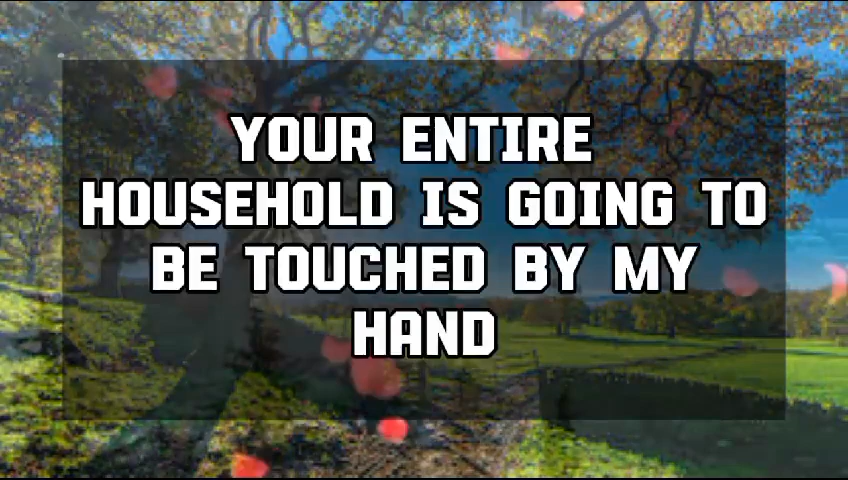 YOUR ENTIRE
HOUSEHOLD IS GOING TO
BE TOUCHED BY MY
HAND